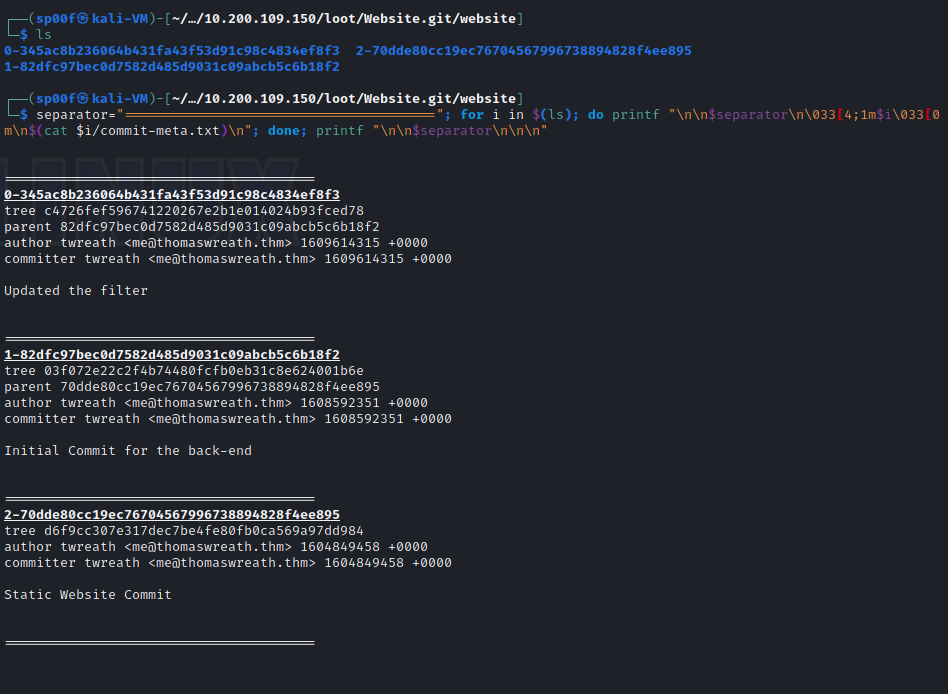 ┌──(sp00f㉿kali-VM)-[~/…/10.200.109.150/loot/Website.git/website]
└─$ ls
0-345ac8b236064b431fa43f53d91c98c4834ef8f3  2-70dde80cc19ec76704567996738894828f4ee895
1-82dfc97bec0d7582d485d9031c09abcb5c6b18f2
┌──(sp00f㉿kali-VM)-[~/…/10.200.109.150/loot/Website.git/website]
└─$ separator="======================================="; for i in $(ls); do printf "\n\n$separator\n\033[4;1m$i\033[0
m\n$(cat $i/commit-meta.txt)\n"; done; printf "\n\n$separator\n\n\n"
=======================================
0-345ac8b236064b431fa43f53d91c98c4834ef8f3
tree c4726fef596741220267e2b1e014024b93fced78
parent 82dfc97bec0d7582d485d9031c09abcb5c6b18f2
author twreath <me@thomaswreath.thm> 1609614315 +0000
committer twreath <me@thomaswreath.thm> 1609614315 +0000
Updated the filter
=======================================
1-82dfc97bec0d7582d485d9031c09abcb5c6b18f2
tree 03f072e22c2f4b74480fcfb0eb31c8e624001b6e
parent 70dde80cc19ec76704567996738894828f4ee895
author twreath <me@thomaswreath.thm> 1608592351 +0000
committer twreath <me@thomaswreath.thm> 1608592351 +0000
Initial Commit for the back-end
=======================================
2-70dde80cc19ec76704567996738894828f4ee895
tree d6f9cc307e317dec7be4fe80fb0ca569a97dd984
author twreath <me@thomaswreath.thm> 1604849458 +0000
committer twreath <me@thomaswreath.thm> 1604849458 +0000
Static Website Commit
=======================================